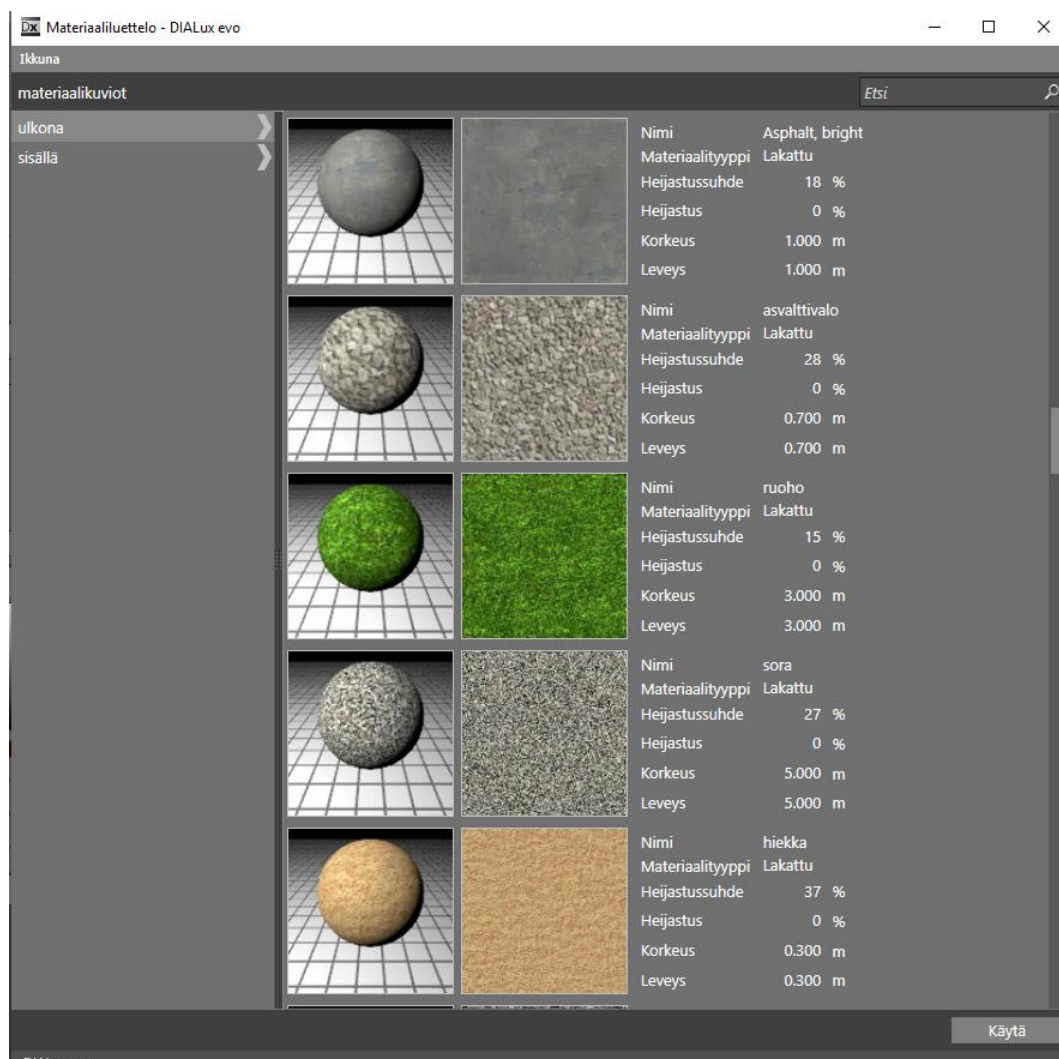 Dx Materiaaliluettelo - DIALux evo
Ikkuna
materiaalikuviot
Etsi
ulkona
sisällä
Nimi Asphalt, bright
Materiaalityyppi Lakattu
Heijastussuhde 18 %
Heijastus 0 %
Korkeus 1.000 m
Leveys 1.000 m
Nimi asvalttivalo
Materiaalityyppi Lakattu
Heijastussuhde 28 %
Heijastus 0 %
Korkeus 0.700 m
Leveys 0.700 m
Nimi ruoho
Materiaalityyppi Lakattu
Heijastussuhde 15 %
Heijastus 0 %
Korkeus 3.000 m
Leveys 3.000 m
Nimi sora
Materiaalityyppi Lakattu
Heijastussuhde 27 %
Heijastus 0 %
Korkeus 5.000 m
Leveys 5.000 m
Nimi hiekka
Materiaalityyppi Lakattu
Heijastussuhde 37 %
Heijastus 0 %
Korkeus 0.300 m
Leveys 0.300 m
Käytä